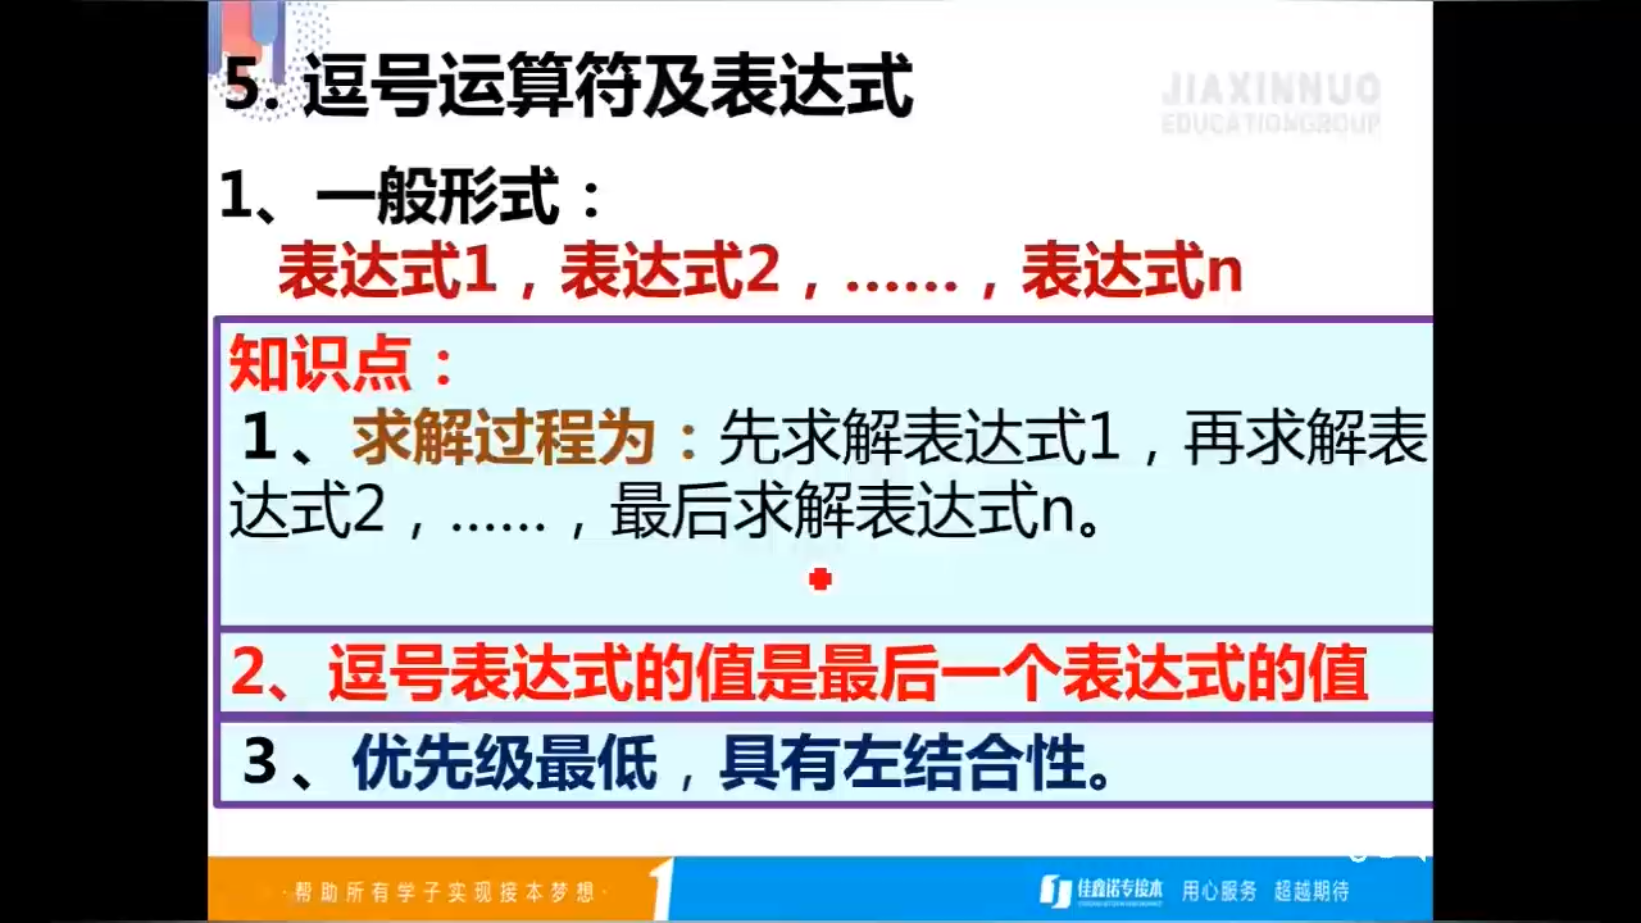 5. 逗号运算符及表达式
JIAXINNUO
EDUCATIONGROUP
1、一般形式：
表达式1，表达式2，……，表达式n
知识点：
1、求解过程为：先求解表达式1，再求解表
达式2，……，最后求解表达式n。
2、逗号表达式的值是最后一个表达式的值
3、优先级最低，具有左结合性。
·帮助所有学子实现接本梦想·
佳鑫诺专接本
用心服务 超越期待